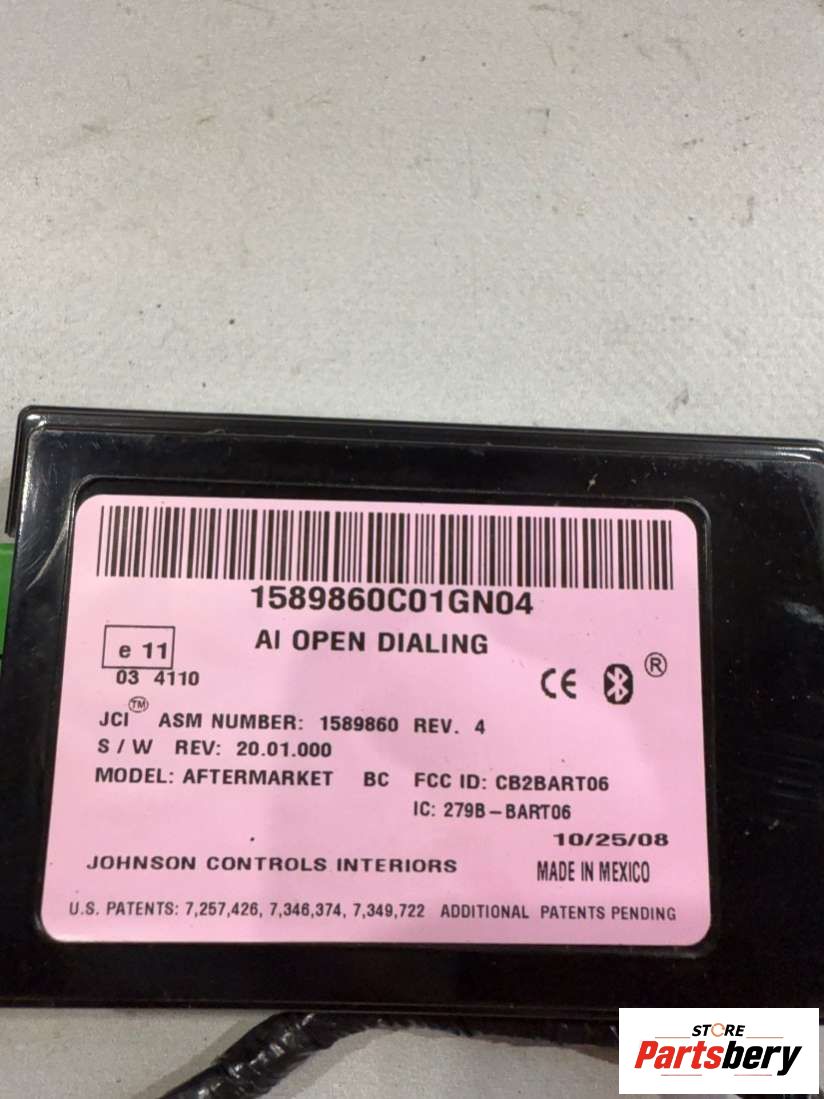 1589860C01GN04
AI OPEN DIALING
e 11
03 4110
CE ®
JCI™ ASM NUMBER: 1589860 REV. 4
S / W REV: 20.01.000
MODEL: AFTERMARKET BC FCC ID: CB2BART06
IC: 279B-BART06
10/25/08
JOHNSON CONTROLS INTERIORS MADE IN MEXICO
U.S. PATENTS: 7,257,426, 7,346,374, 7,349,722 ADDITIONAL PATENTS PENDING
STORE
Partsbery